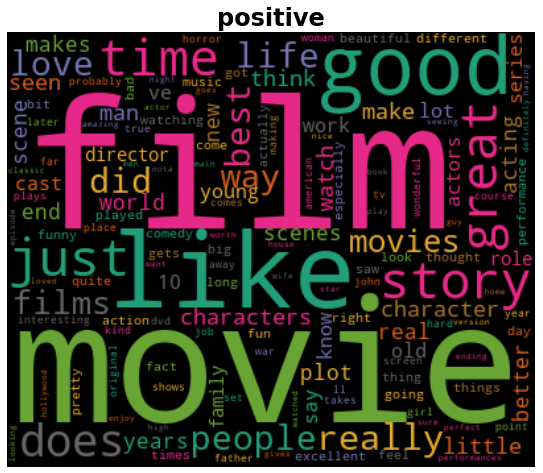 positive
makes
love
seen
time
horror
life
woman
beautiful
different
good
think
probably
bad
night
music
got
watching
ve
bit
later
man
actor
goes
scene
amazing
true
new
come
best
actually
making
nice
lot
make
work
series
acting
having
definitely
seeing
film
great
far
director
did
men
main
way
classic
plays
nota
cast
young
comes
watch
american
especially
book
tv
wonderful
actors
course
performance
end
world
played
scenes
play
guy
movies
episode
funny
place
comedy
worth
big
house
look
thought
role
just
like
loved
quite
gets
away
want
long
wife
saw
john
home
story
films
10
star
character
year
interesting
action
dvd
characters
kind
job
fun
know
right
real
hard
version
day
original
war
old
screen
ending
movie
fact
shows
family
plot
ll
takes
thing
going
things
better
hollywood
pretty
enjoy
set
say
watched
girl
sure
perfect
point
does
high
years
people
really
little
looking
times
father
gives
excellent
feel
performances